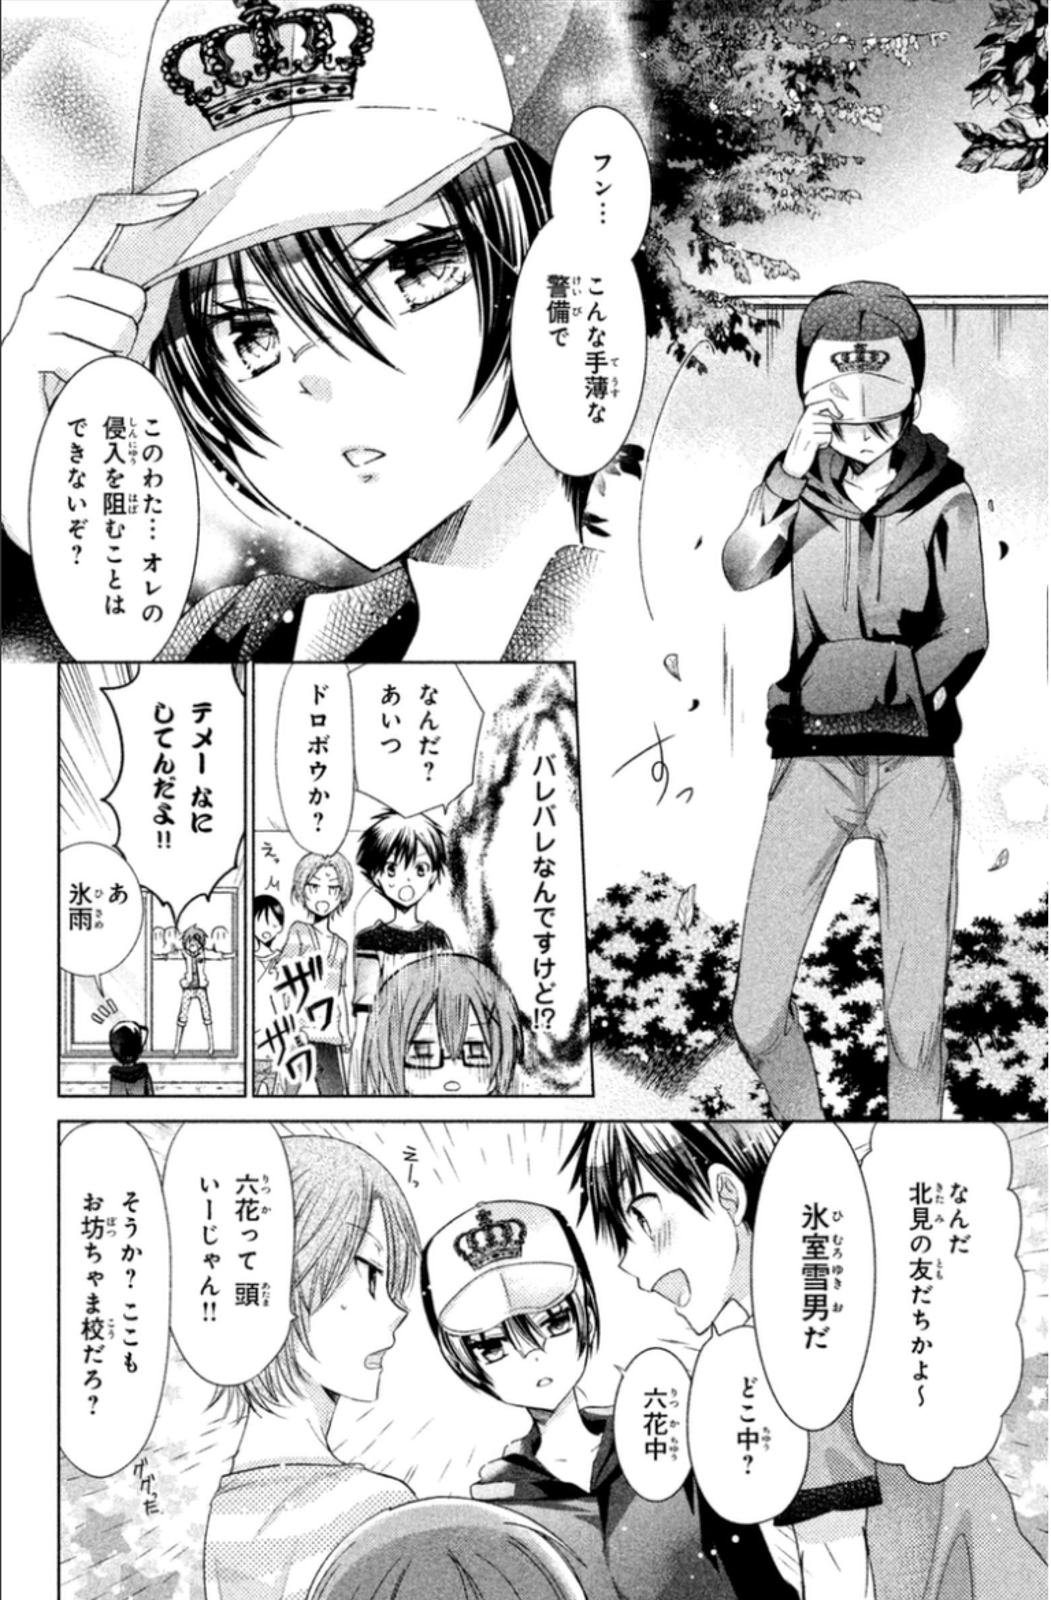 フン…
こんな手薄な
警備で
このわた…オレの
侵入を阻むことは
できないぞ?
すっ
バレバレなんですけど!?
なんだ?
あいつ
ドロボウか?
えっ
ザワ
ザワ
テメーなに
してんだよ!!
あ
氷雨
なんだ
北見の友だちかよ〜
氷室雪男だ
どこ中?
六花中
えーっ
六花って頭
いーじゃん!!
そうか?ここも
お坊ちゃま校だろ?